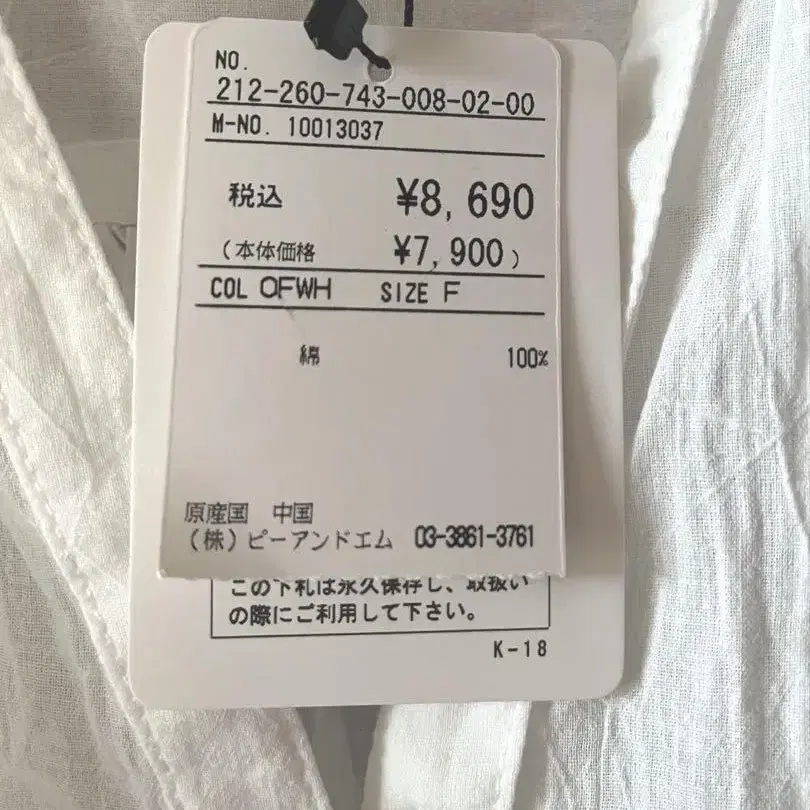 NO.
212-260-743-008-02-00
M-NO. 10013037
税込 ¥8,690
(本体価格 ¥7,900)
COL OFWH SIZE F
綿 100%
原産国 中国
(株)ピーアンドエム 03-3861-3761
この下札は永久保存し、取扱い
の際にご利用して下さい。
K-18